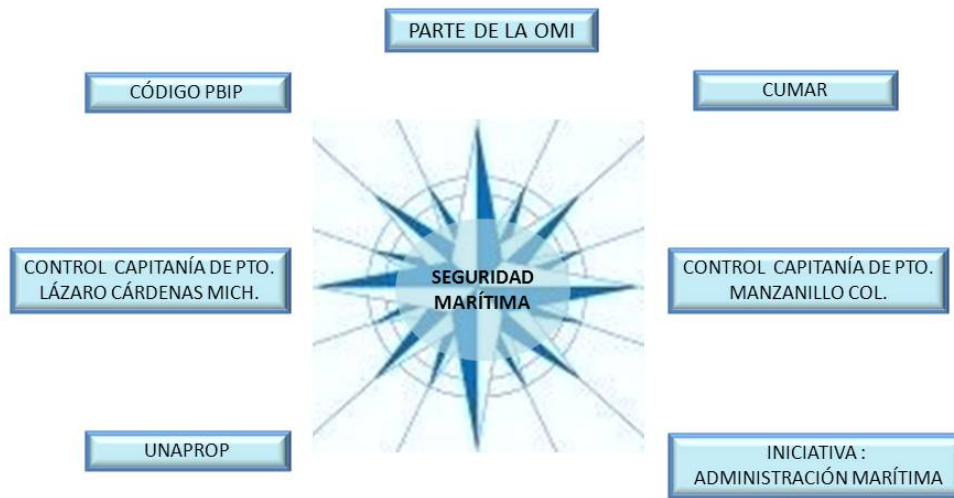 PARTE DE LA OMI
CÓDIGO PBIP
CUMAR
CONTROL CAPITANÍA DE PTO.
LÁZARO CÁRDENAS MICH.
SEGURIDAD
MARÍTIMA
CONTROL CAPITANÍA DE PTO.
MANZANILLO COL.
UNAPROP
INICIATIVA :
ADMINISTRACIÓN MARÍTIMA